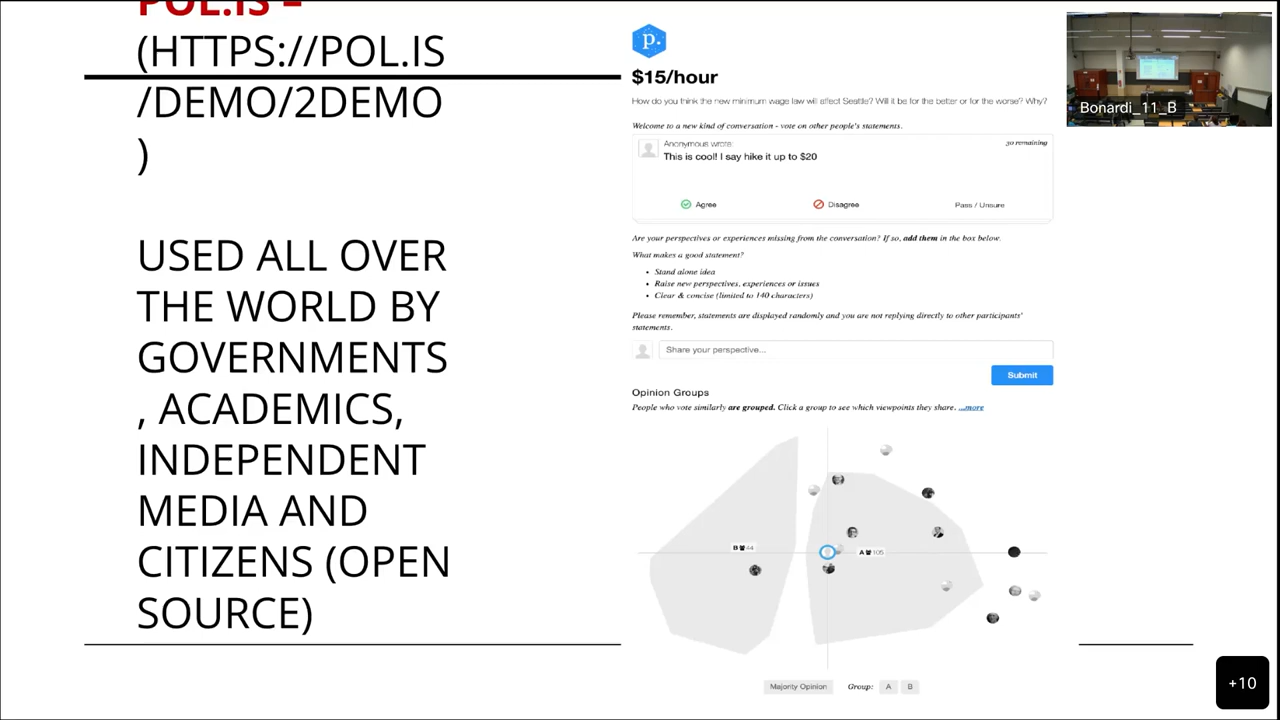 POL.IS –
(HTTPS://POL.IS
/DEMO/2DEMO
)
USED ALL OVER
THE WORLD BY
GOVERNMENTS
, ACADEMICS,
INDEPENDENT
MEDIA AND
CITIZENS (OPEN
SOURCE)
p.
$15/hour
How do you think the new minimum wage law will affect Seattle? Will it be for the better or for the worse? Why?
Welcome to a new kind of conversation - vote on other people's statements.
Anonymous wrote:
30 remaining
This is cool! I say hike it up to $20
Agree
Disagree
Pass / Unsure
Are your perspectives or experiences missing from the conversation? If so, add them in the box below.
What makes a good statement?
• Stand alone idea
• Raise new perspectives, experiences or issues
• Clear & concise (limited to 140 characters)
Please remember, statements are displayed randomly and you are not replying directly to other participants'
statements.
Share your perspective...
Submit
Opinion Groups
People who vote similarly are grouped. Click a group to see which viewpoints they share. ...more
B 44
A 105
Majority Opinion
Group:
A
B
Bonardi_11_B
+10